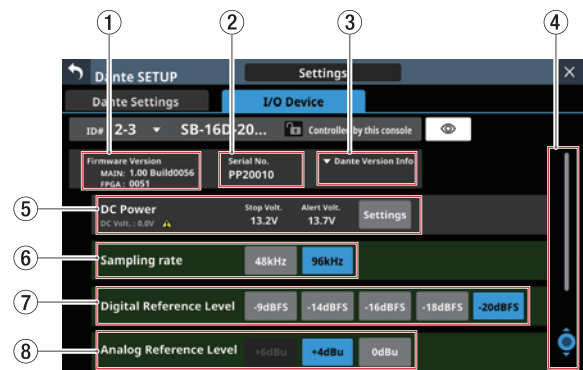 ① ② ③ ④
Dante SETUP Settings ×
Dante Settings I/O Device
ID# 2-3 ▼ SB-16D-20... Controlled by this console
Firmware Version Serial No. ▼ Dante Version Info
MAIN: 1.00 Build0056 PP20010
FPGA: 0051
⑤ DC Power Stop Volt. Alert Volt. Settings
DC Volt. : 0.0V 13.2V 13.7V
⑥ Sampling rate 48kHz 96kHz
⑦ Digital Reference Level -9dBFS -14dBFS -16dBFS -18dBFS -20dBFS
⑧ Analog Reference Level +6dBu +4dBu 0dBu